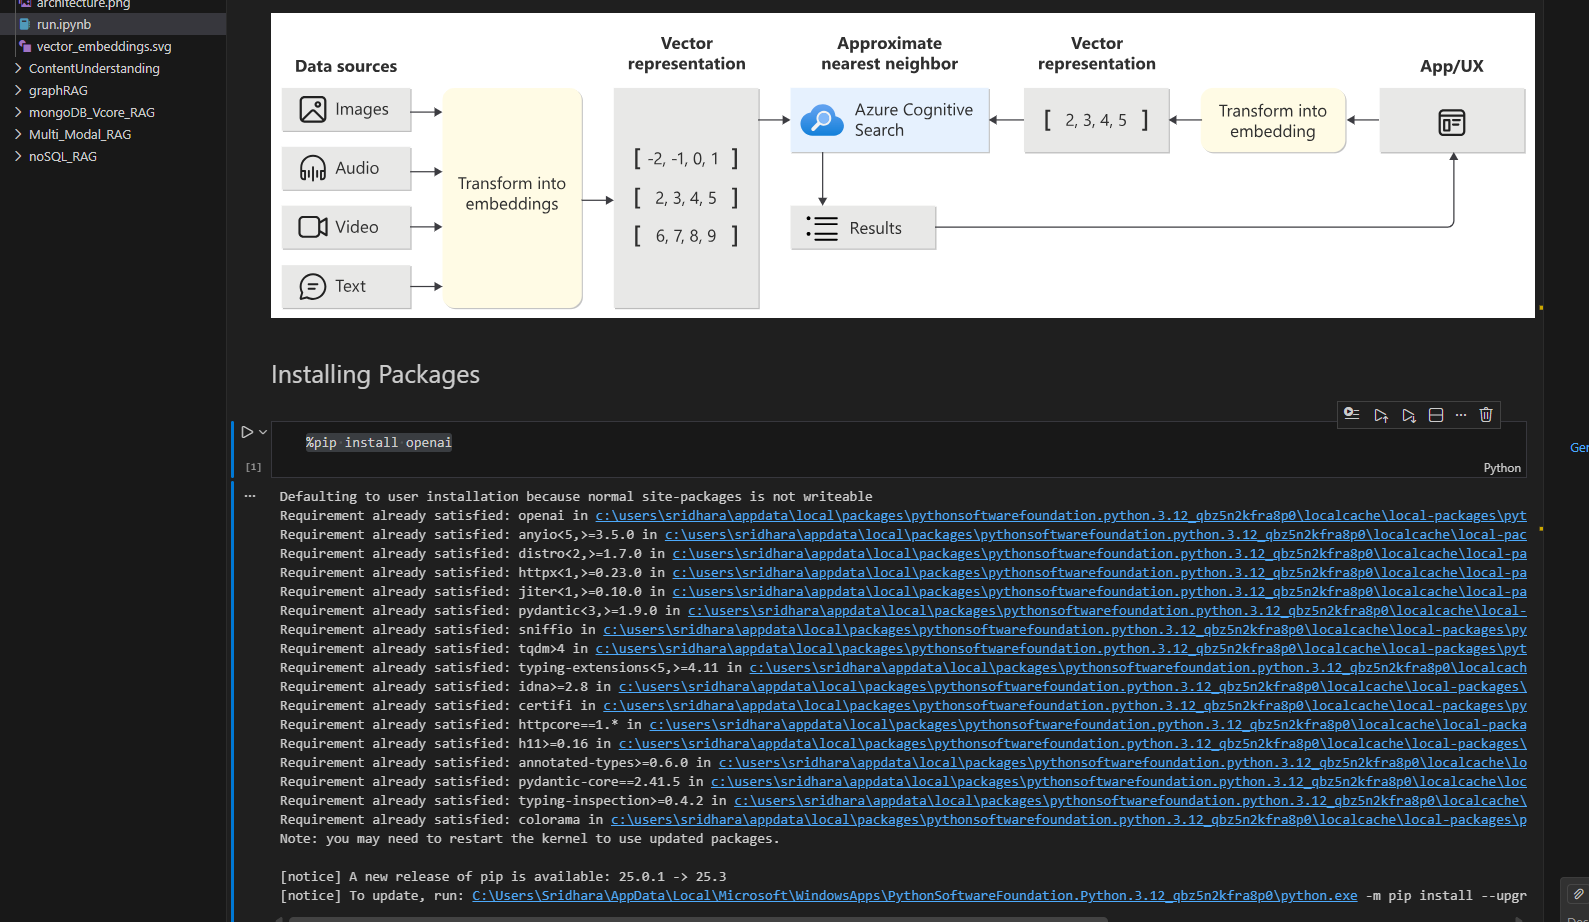 architecture.png
run.ipynb
vector_embeddings.svg
ContentUnderstanding
graphRAG
mongoDB_Vcore_RAG
Multi_Modal_RAG
noSQL_RAG
Data sources
Images
Audio
Video
Text
Transform into
embeddings
Vector
representation
[ -2, -1, 0, 1 ]
[ 2, 3, 4, 5 ]
[ 6, 7, 8, 9 ]
Approximate
nearest neighbor
Azure Cognitive
Search
Results
Vector
representation
[ 2, 3, 4, 5 ]
Transform into
embedding
App/UX
Installing Packages
%pip install openai
[1]
Python
Defaulting to user installation because normal site-packages is not writeable
Requirement already satisfied: openai in c:\users\sridhara\appdata\local\packages\pythonsoftwarefoundation.python.3.12_qbz5n2kfra8p0\localcache\local-packages\pyt
Requirement already satisfied: anyio<5,>=3.5.0 in c:\users\sridhara\appdata\local\packages\pythonsoftwarefoundation.python.3.12_qbz5n2kfra8p0\localcache\local-pac
Requirement already satisfied: distro<2,>=1.7.0 in c:\users\sridhara\appdata\local\packages\pythonsoftwarefoundation.python.3.12_qbz5n2kfra8p0\localcache\local-pa
Requirement already satisfied: httpx<1,>=0.23.0 in c:\users\sridhara\appdata\local\packages\pythonsoftwarefoundation.python.3.12_qbz5n2kfra8p0\localcache\local-pa
Requirement already satisfied: jiter<1,>=0.10.0 in c:\users\sridhara\appdata\local\packages\pythonsoftwarefoundation.python.3.12_qbz5n2kfra8p0\localcache\local-pa
Requirement already satisfied: pydantic<3,>=1.9.0 in c:\users\sridhara\appdata\local\packages\pythonsoftwarefoundation.python.3.12_qbz5n2kfra8p0\localcache\local-
Requirement already satisfied: sniffio in c:\users\sridhara\appdata\local\packages\pythonsoftwarefoundation.python.3.12_qbz5n2kfra8p0\localcache\local-packages\py
Requirement already satisfied: tqdm>4 in c:\users\sridhara\appdata\local\packages\pythonsoftwarefoundation.python.3.12_qbz5n2kfra8p0\localcache\local-packages\pyt
Requirement already satisfied: typing-extensions<5,>=4.11 in c:\users\sridhara\appdata\local\packages\pythonsoftwarefoundation.python.3.12_qbz5n2kfra8p0\localcach
Requirement already satisfied: idna>=2.8 in c:\users\sridhara\appdata\local\packages\pythonsoftwarefoundation.python.3.12_qbz5n2kfra8p0\localcache\local-packages\
Requirement already satisfied: certifi in c:\users\sridhara\appdata\local\packages\pythonsoftwarefoundation.python.3.12_qbz5n2kfra8p0\localcache\local-packages\py
Requirement already satisfied: httpcore==1.* in c:\users\sridhara\appdata\local\packages\pythonsoftwarefoundation.python.3.12_qbz5n2kfra8p0\localcache\local-packa
Requirement already satisfied: h11>=0.16 in c:\users\sridhara\appdata\local\packages\pythonsoftwarefoundation.python.3.12_qbz5n2kfra8p0\localcache\local-packages\
Requirement already satisfied: annotated-types>=0.6.0 in c:\users\sridhara\appdata\local\packages\pythonsoftwarefoundation.python.3.12_qbz5n2kfra8p0\localcache\lo
Requirement already satisfied: pydantic-core==2.41.5 in c:\users\sridhara\appdata\local\packages\pythonsoftwarefoundation.python.3.12_qbz5n2kfra8p0\localcache\loc
Requirement already satisfied: typing-inspection>=0.4.2 in c:\users\sridhara\appdata\local\packages\pythonsoftwarefoundation.python.3.12_qbz5n2kfra8p0\localcache\
Requirement already satisfied: colorama in c:\users\sridhara\appdata\local\packages\pythonsoftwarefoundation.python.3.12_qbz5n2kfra8p0\localcache\local-packages\p
Note: you may need to restart the kernel to use updated packages.
[notice] A new release of pip is available: 25.0.1 -> 25.3
[notice] To update, run: C:\Users\Sridhara\AppData\Local\Microsoft\WindowsApps\PythonSoftwareFoundation.Python.3.12_qbz5n2kfra8p0\python.exe -m pip install --upgr
Ger